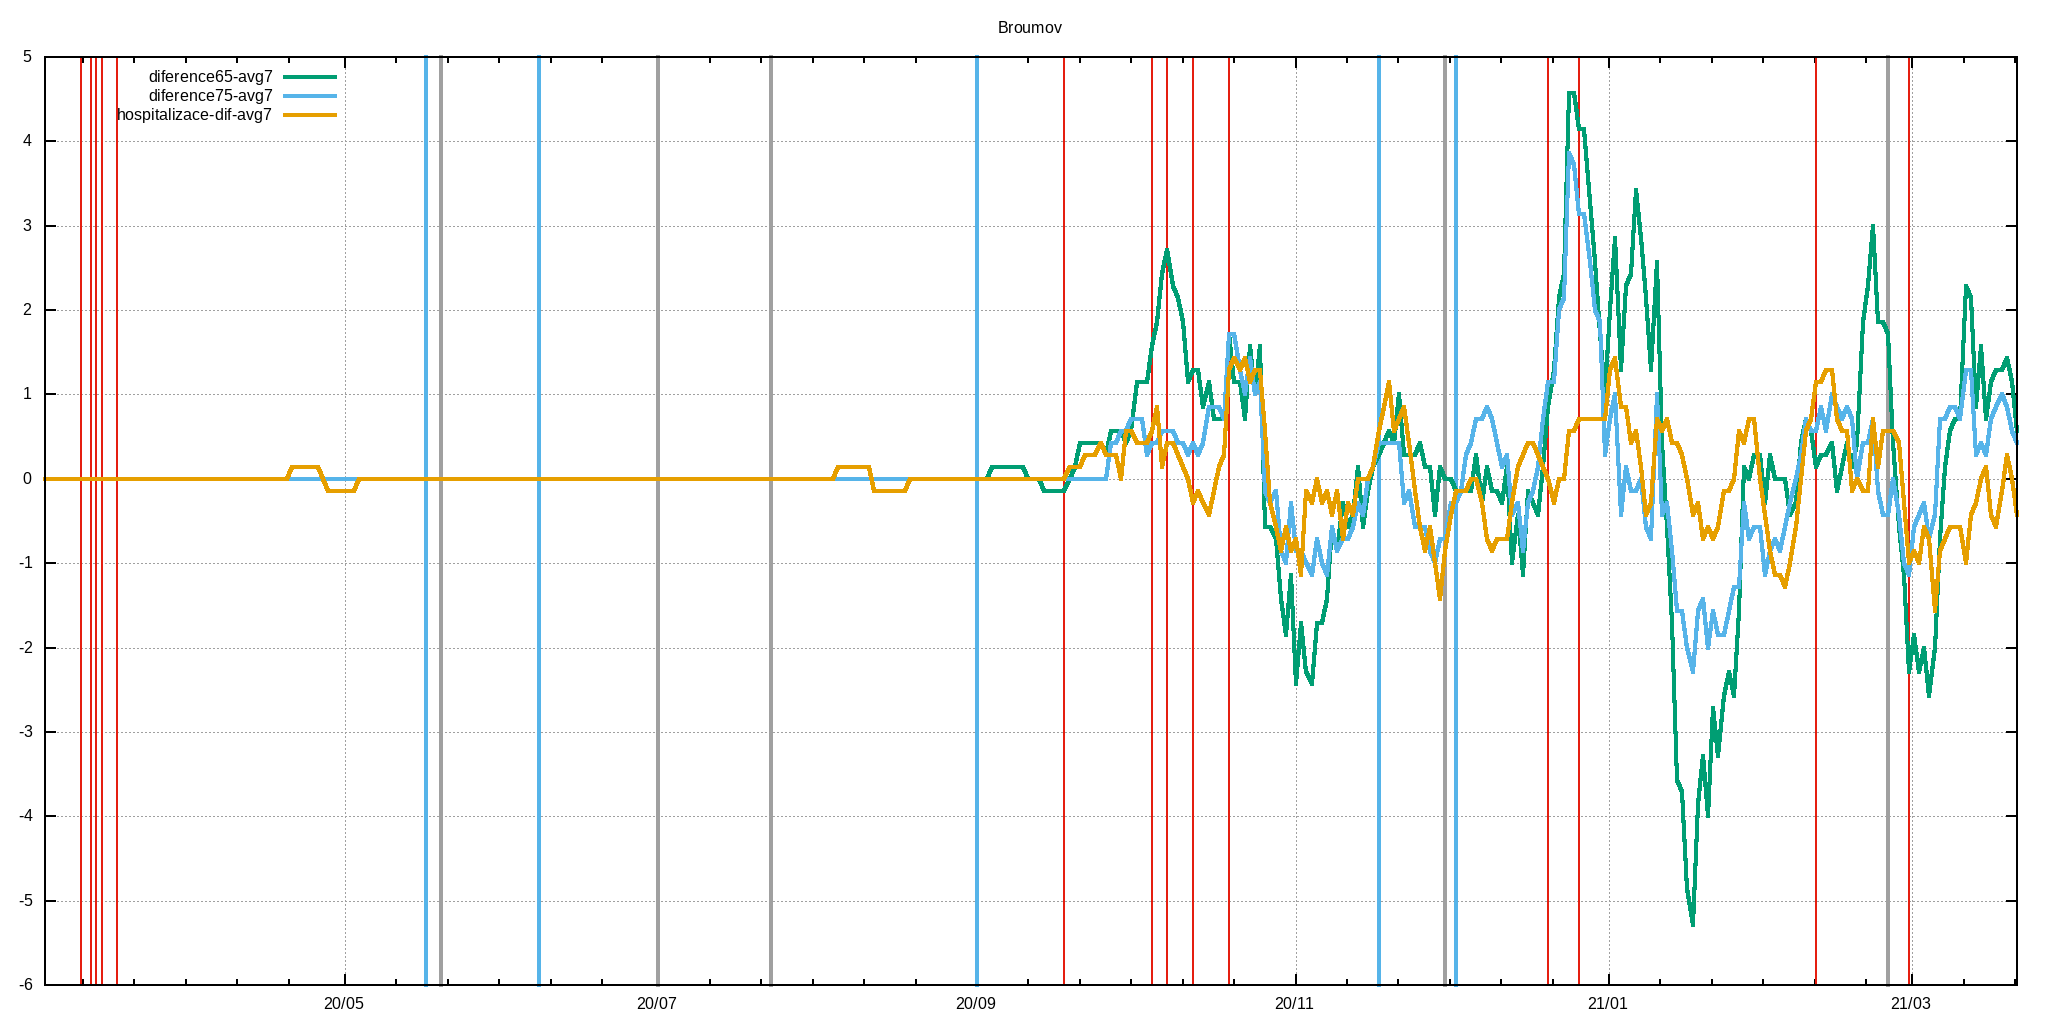 Broumov
diference65-avg7
diference75-avg7
hospitalizace-dif-avg7
5
4
3
2
1
0
-1
-2
-3
-4
-5
-6
20/05 20/07 20/09 20/11 21/01 21/03